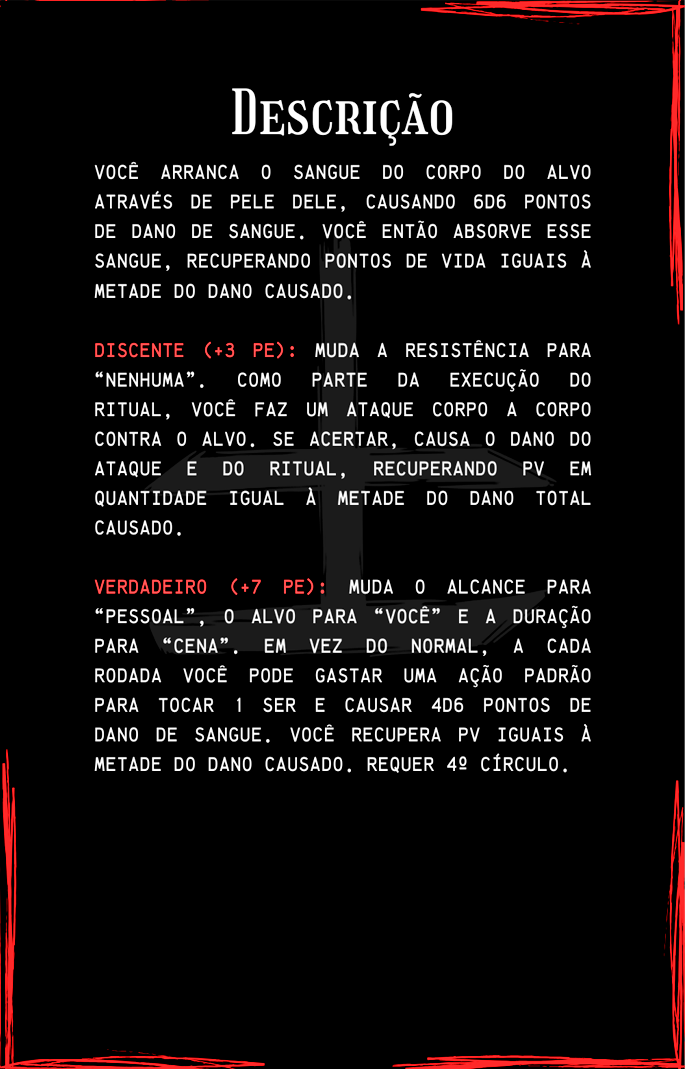 Descrição
VOCÊ ARRANCA O SANGUE DO CORPO DO ALVO
ATRAVÉS DE PELE DELE, CAUSANDO 6D6 PONTOS
DE DANO DE SANGUE. VOCÊ ENTÃO ABSORVE ESSE
SANGUE, RECUPERANDO PONTOS DE VIDA IGUAIS À
METADE DO DANO CAUSADO.
DISCENTE (+3 PE): MUDA A RESISTÊNCIA PARA
“NENHUMA”. COMO PARTE DA EXECUÇÃO DO
RITUAL, VOCÊ FAZ UM ATAQUE CORPO A CORPO
CONTRA O ALVO. SE ACERTAR, CAUSA O DANO DO
ATAQUE E DO RITUAL, RECUPERANDO PV EM
QUANTIDADE IGUAL À METADE DO DANO TOTAL
CAUSADO.
VERDADEIRO (+7 PE): MUDA O ALCANCE PARA
“PESSOAL”, O ALVO PARA “VOCÊ” E A DURAÇÃO
PARA “CENA”. EM VEZ DO NORMAL, A CADA
RODADA VOCÊ PODE GASTAR UMA AÇÃO PADRÃO
PARA TOCAR 1 SER E CAUSAR 4D6 PONTOS DE
DANO DE SANGUE. VOCÊ RECUPERA PV IGUAIS À
METADE DO DANO CAUSADO. REQUER 4º CÍRCULO.